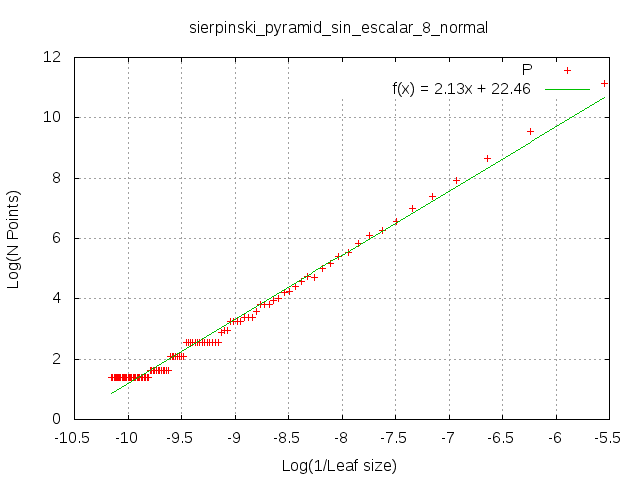 sierpinski_pyramid_sin_escalar_8_normal
12
10
8
6
4
2
0
Log(N Points)
P
f(x) = 2.13x + 22.46
-10.5 -10 -9.5 -9 -8.5 -8 -7.5 -7 -6.5 -6 -5.5
Log(1/Leaf size)